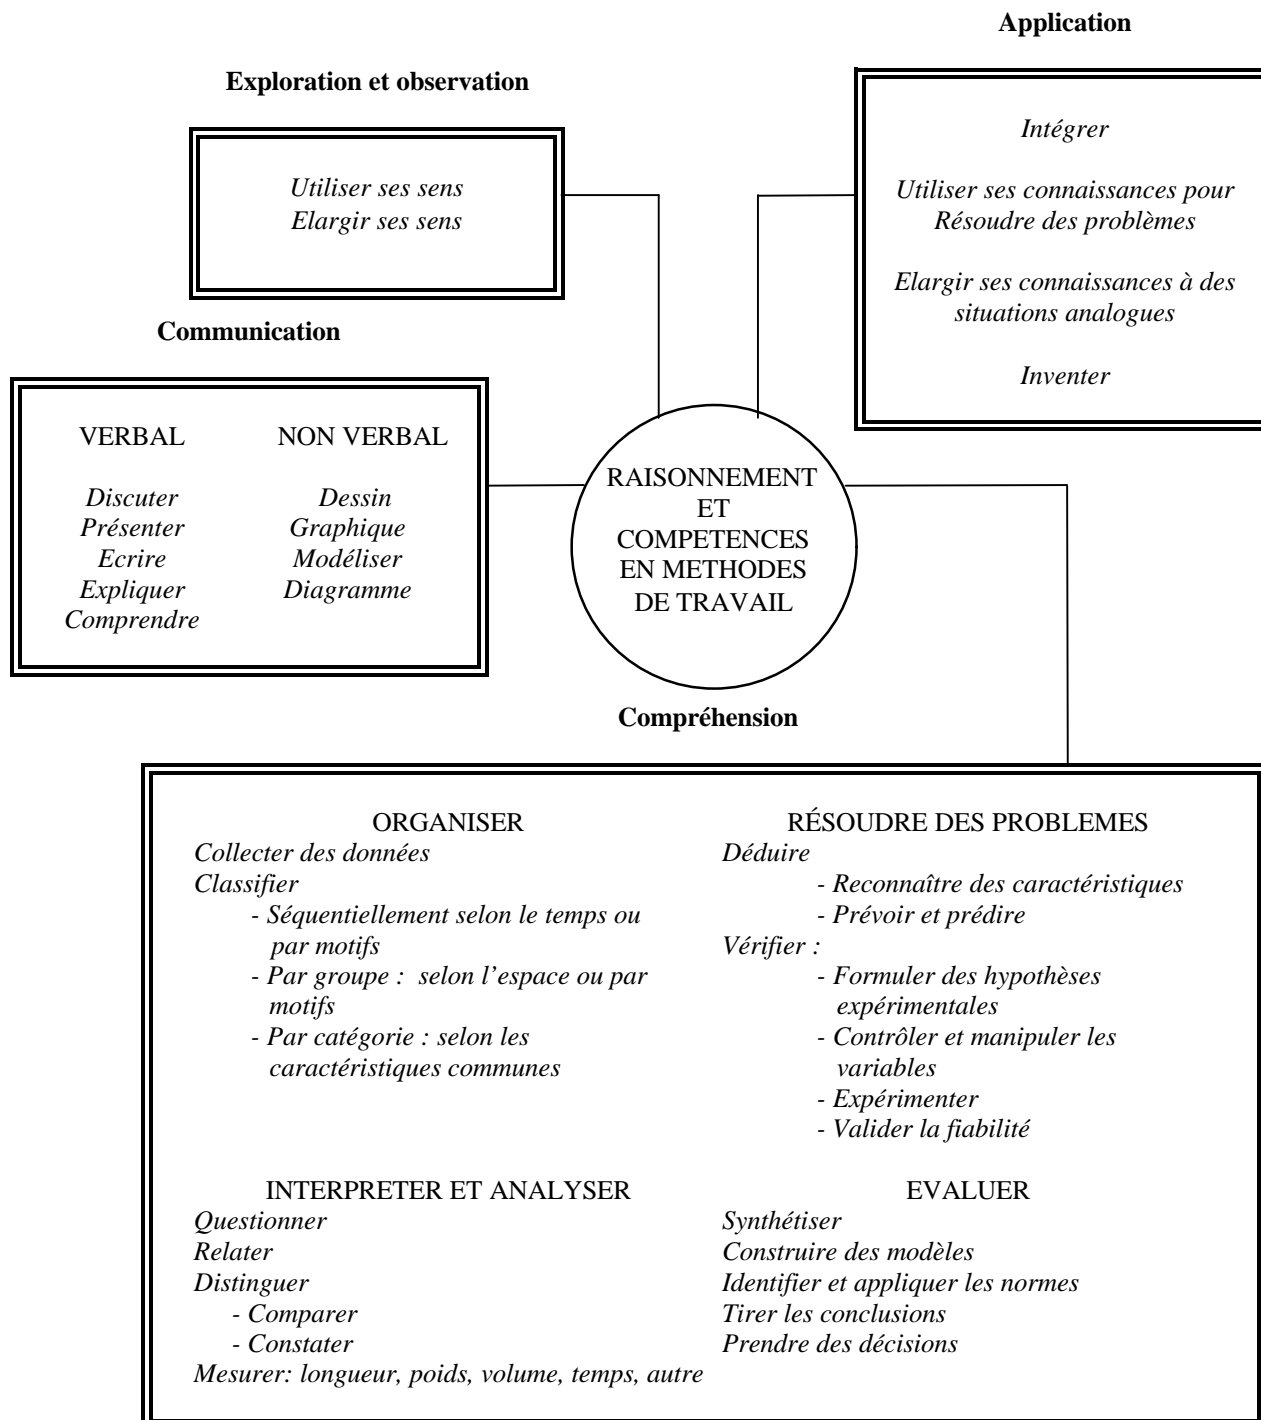 Application
Exploration et observation
Intégrer
Utiliser ses connaissances pour
Résoudre des problèmes
Elargir ses connaissances à des
situations analogues
Inventer
Utiliser ses sens
Elargir ses sens
Communication
VERBAL
Discuter
Présenter
Ecrire
Expliquer
Comprendre
NON VERBAL
Dessin
Graphique
Modéliser
Diagramme
RAISONNEMENT
ET
COMPETENCES
EN METHODES
DE TRAVAIL
Compréhension
ORGANISER
Collecter des données
Classifier
- Séquentiellement selon le temps ou
par motifs
- Par groupe : selon l’espace ou par
motifs
- Par catégorie : selon les
caractéristiques communes
RÉSOUDRE DES PROBLEMES
Déduire
- Reconnaître des caractéristiques
- Prévoir et prédire
Vérifier :
- Formuler des hypothèses
expérimentales
- Contrôler et manipuler les
variables
- Expérimenter
- Valider la fiabilité
INTERPRETER ET ANALYSER
Questionner
Relater
Distinguer
- Comparer
- Constater
Mesurer: longueur, poids, volume, temps, autre
EVALUER
Synthétiser
Construire des modèles
Identifier et appliquer les normes
Tirer les conclusions
Prendre des décisions